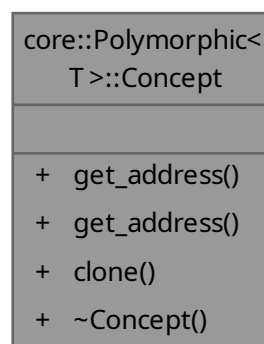 core::Polymorphic<
T >::Concept
+ get_address()
+ get_address()
+ clone()
+ ~Concept()